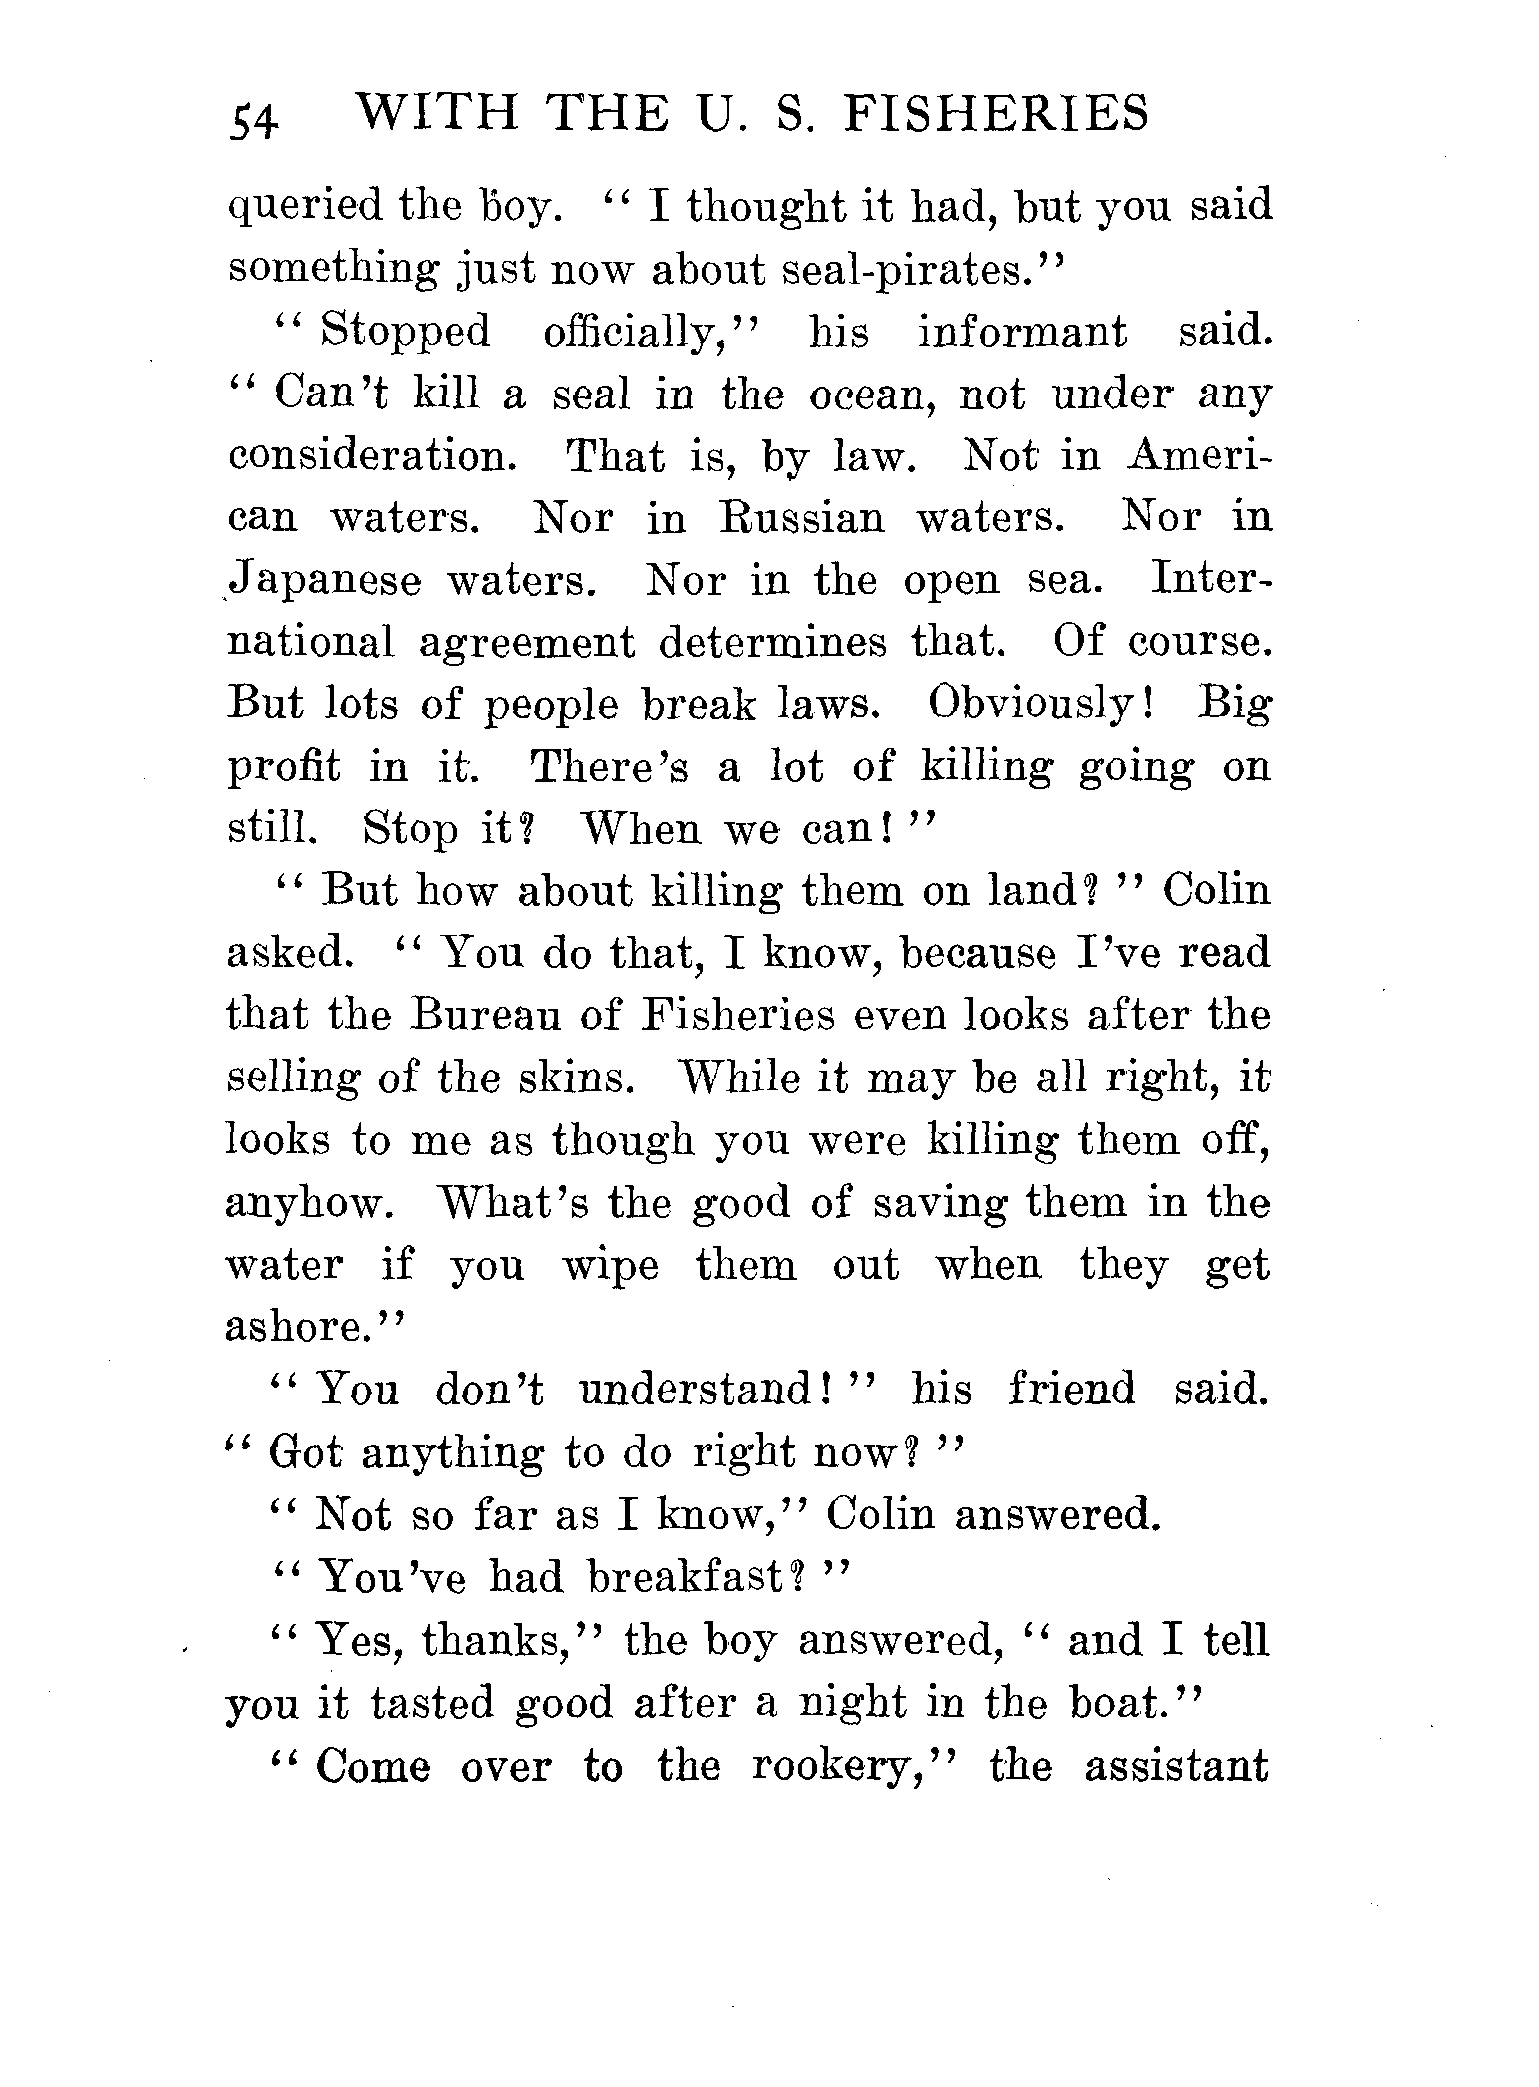 54 WITH THE U. S. FISHERIES
queried the boy. “ I thought it had, but you said
something just now about seal-pirates.”
“ Stopped officially,” his informant said.
“ Can’t kill a seal in the ocean, not under any
consideration. That is, by law. Not in Ameri-
can waters. Nor in Russian waters. Nor in
Japanese waters. Nor in the open sea. Inter-
national agreement determines that. Of course.
But lots of people break laws. Obviously! Big
profit in it. There’s a lot of killing going on
still. Stop it? When we can! ”
“ But how about killing them on land? ” Colin
asked. “ You do that, I know, because I’ve read
that the Bureau of Fisheries even looks after the
selling of the skins. While it may be all right, it
looks to me as though you were killing them off,
anyhow. What’s the good of saving them in the
water if you wipe them out when they get
ashore.”
“ You don’t understand! ” his friend said.
“ Got anything to do right now? ”
“ Not so far as I know,” Colin answered.
“ You’ve had breakfast? ”
“ Yes, thanks,” the boy answered, “ and I tell
you it tasted good after a night in the boat.”
“ Come over to the rookery,” the assistant